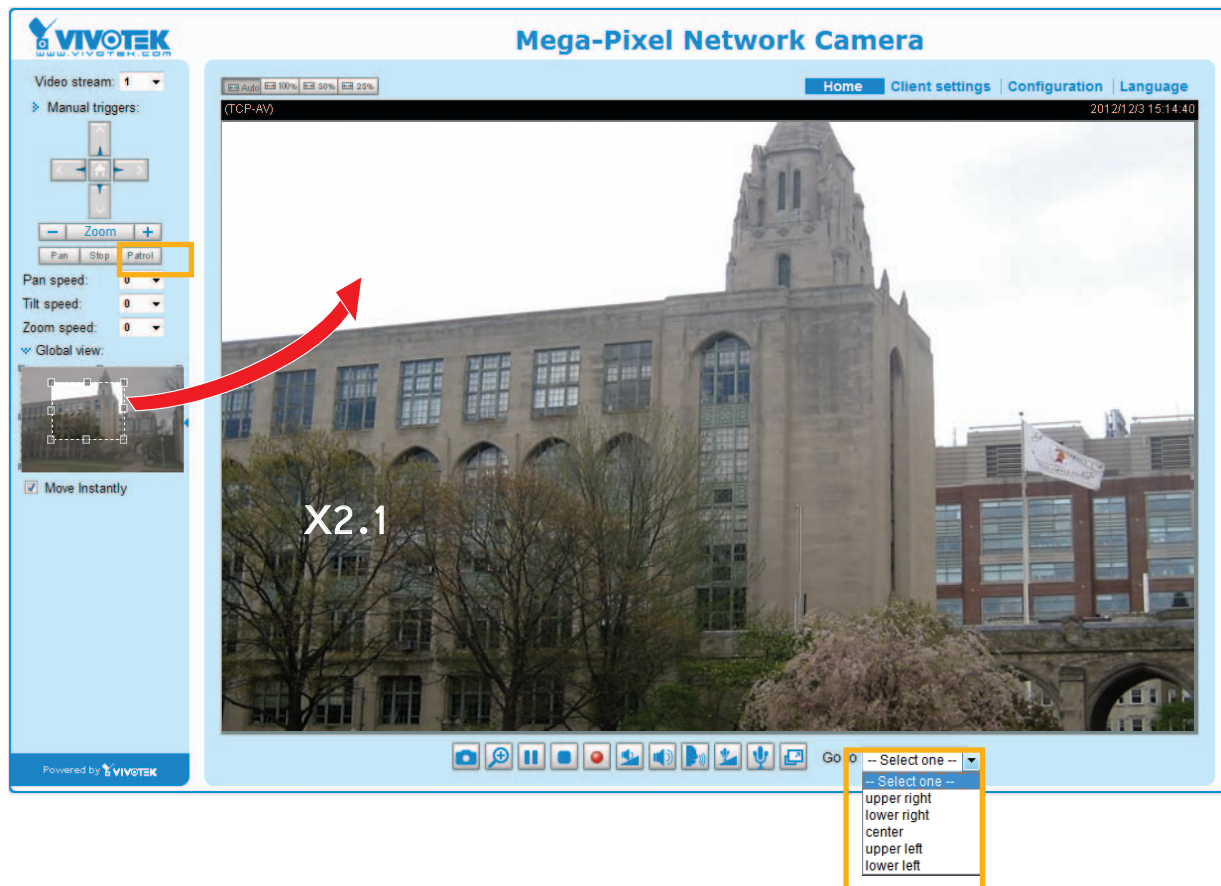 VIVOTEK
www.vivotek.com
Mega-Pixel Network Camera
Video stream: 1
Manual triggers:
Zoom
Pan Stop Patrol
Pan speed: 0
Tilt speed: 0
Zoom speed: 0
Global view:
Move Instantly
Powered by VIVOTEK
Auto 100% 50% 25%
Home Client settings Configuration Language
(TCP-AV) 2012/12/3 15:14:40
X2.1
Go to -- Select one --
-- Select one --
upper right
lower right
center
upper left
lower left